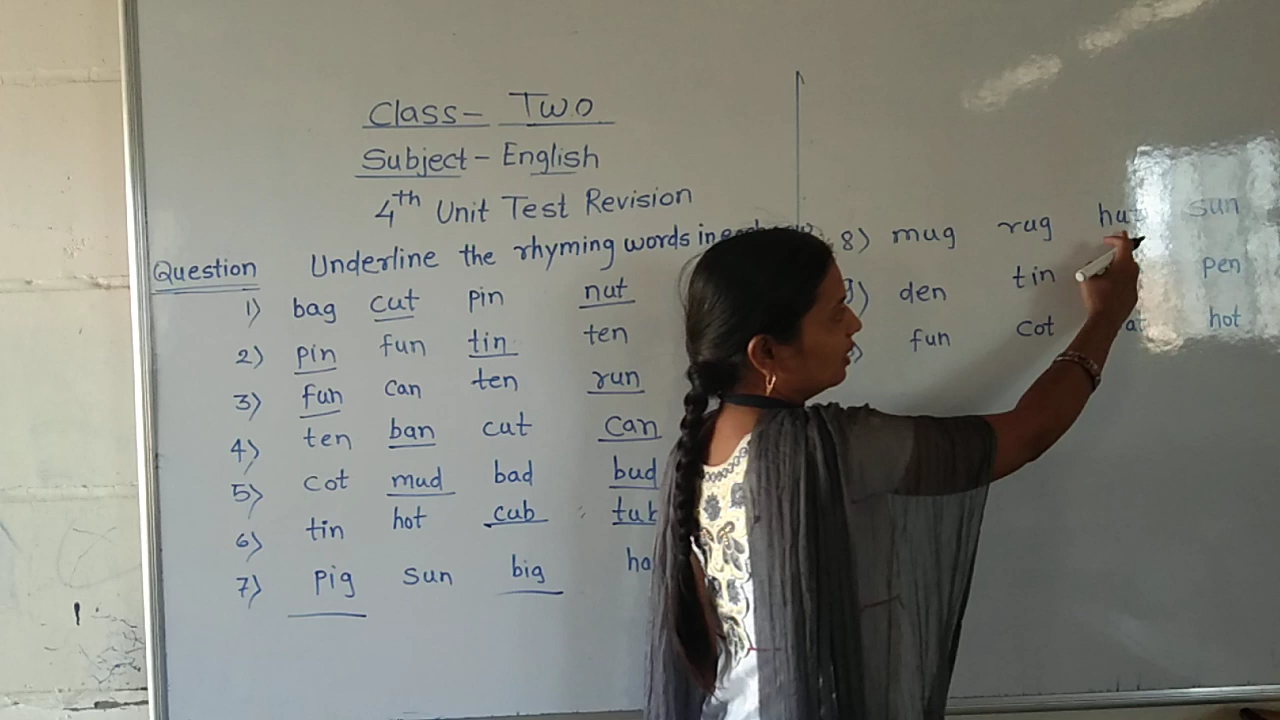 Class- Two
Subject - English
4th Unit Test Revision
Question Underline the rhyming words in
1) bag cut pin nut
2) pin fun tin ten
3) fun can ten run
4) ten ban cut can
5) cot mud bad bud
6) tin hot cub
7) pig sun big
8) mug rug sun
den tin pen
fun cot hot